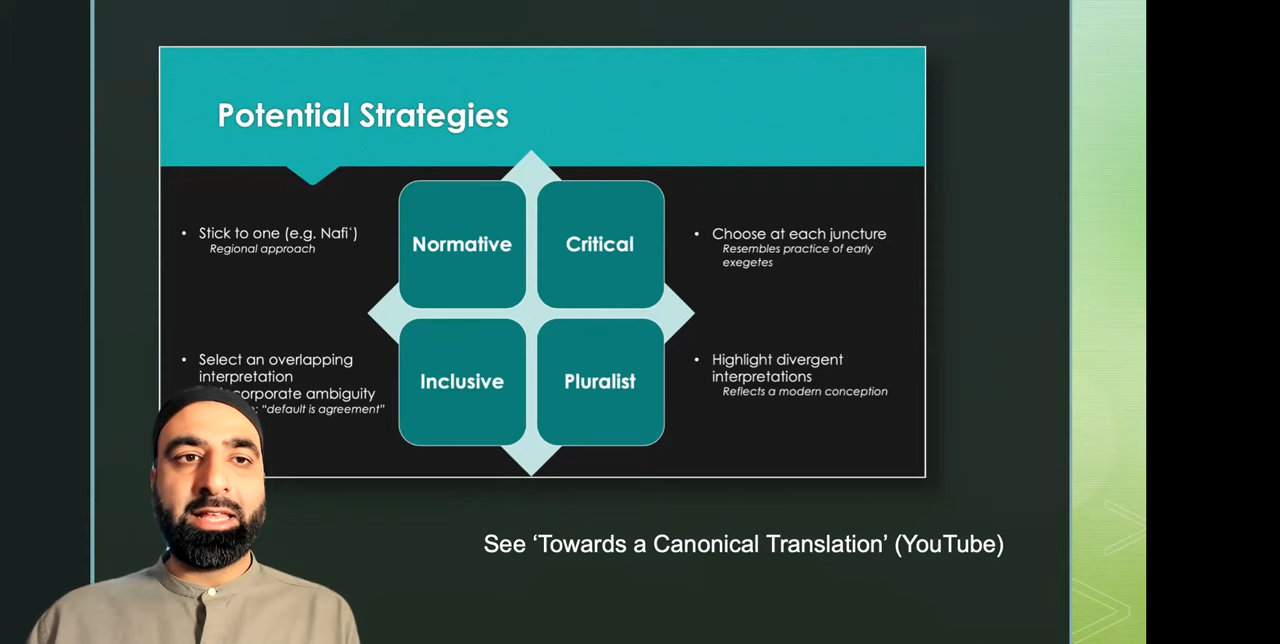 Potential Strategies
• Stick to one (e.g. Nafi')
Regional approach
Normative
Critical
• Choose at each juncture
Resembles practice of early
exegetes
• Select an overlapping
interpretation
corporate ambiguity
"default is agreement"
Inclusive
Pluralist
• Highlight divergent
interpretations
Reflects a modern conception
See ‘Towards a Canonical Translation’ (YouTube)